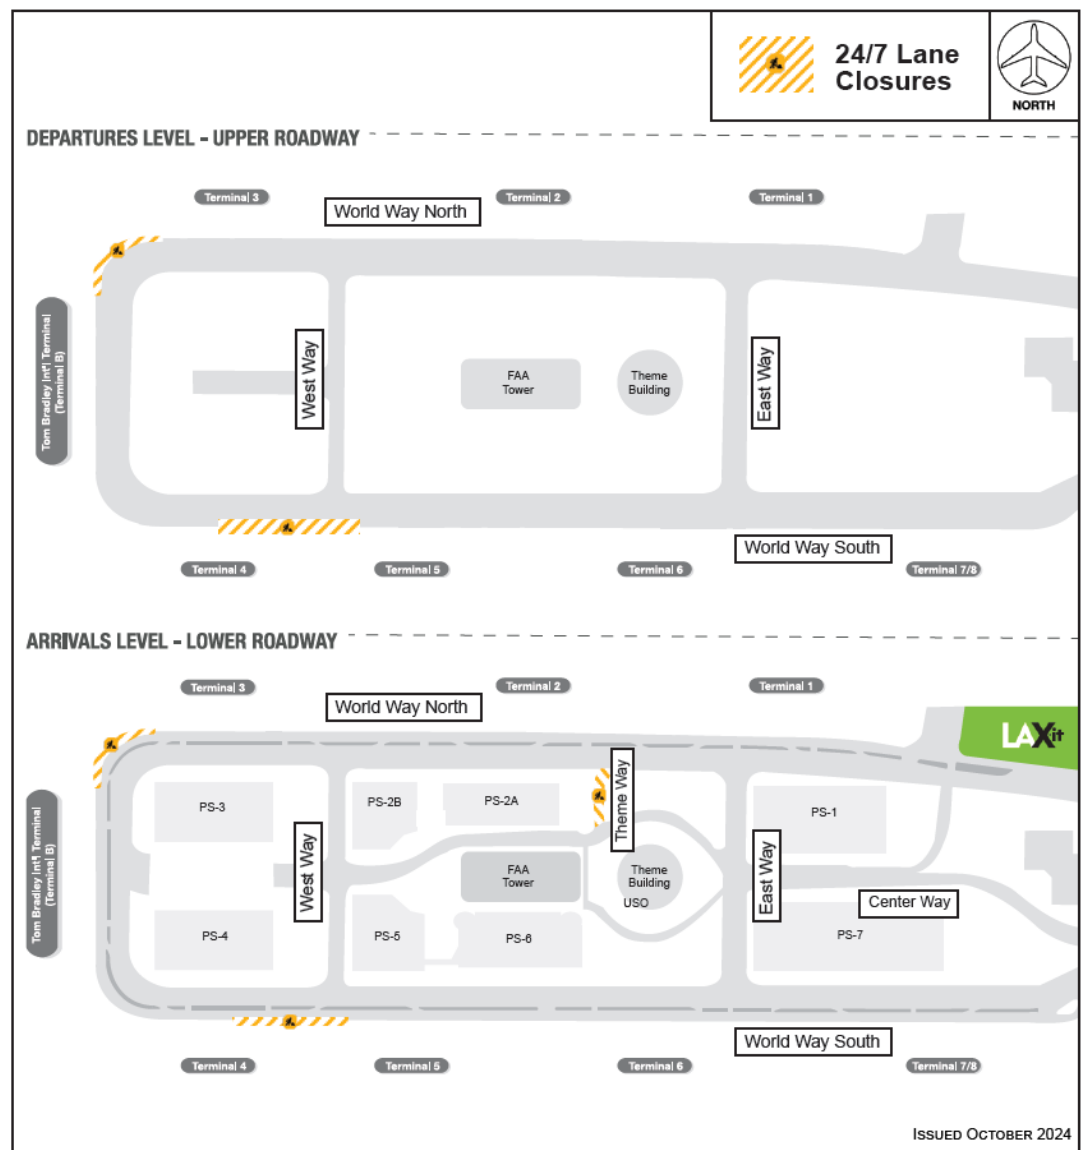 24/7 Lane
Closures
NORTH
DEPARTURES LEVEL - UPPER ROADWAY
Terminal 3
Terminal 2
Terminal 1
World Way North
Tom Bradley Int'l Terminal
(Terminal B)
West Way
FAA
Tower
Theme
Building
East Way
World Way South
Terminal 4
Terminal 5
Terminal 6
Terminal 7/8
ARRIVALS LEVEL - LOWER ROADWAY
Terminal 3
Terminal 2
Terminal 1
World Way North
LAXit
Theme Way
PS-3
PS-2B
PS-2A
PS-1
Tom Bradley Int'l Terminal
(Terminal B)
West Way
FAA
Tower
Theme
Building
USO
East Way
Center Way
PS-4
PS-5
PS-6
PS-7
World Way South
Terminal 4
Terminal 5
Terminal 6
Terminal 7/8
ISSUED OCTOBER 2024